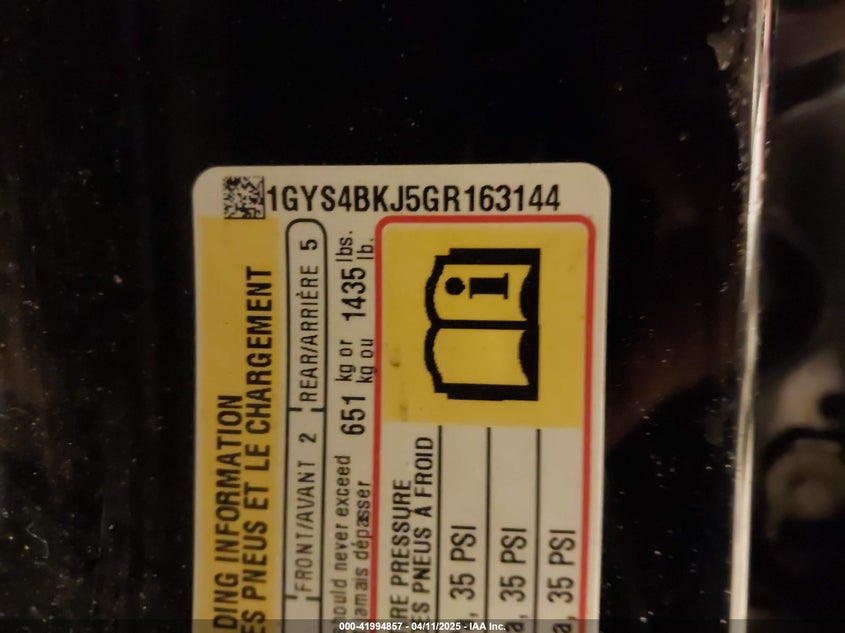 1GYS4BKJ5GR163144
DING INFORMATION
ES PNEUS ET LE CHARGEMENT
FRONT/AVANT 2 REAR/ARRIÈRE 5
should never exceed 651 kg or 1435 lbs.
jamais dépasser kg ou lb.
RE PRESSURE
ES PNEUS À FROID
, 35 PSI
a, 35 PSI
a, 35 PSI
i
000-41994857 - 04/11/2025 - IAA Inc.